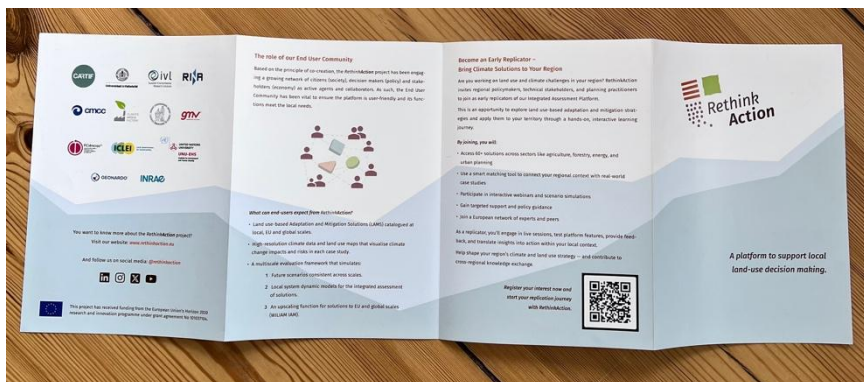 CARTIF
ivl
cmcc
gmv
ICLEI
UNITED NATIONS
UNIVERSITY
UNU-EHS
GEONARDO
INRAE
You want to know more about the RethinkAction project?
Visit our website: www.rethinkaction.eu
And follow us on social media: @rethinkaction
This project has received funding from the European Union's Horizon 2020
research and innovation programme under grant agreement No
The role of our End User Community
Based on the principle of co-creation, the RethinkAction project has been engag-
ing a growing network of citizens (society), decision makers (policy) and stake-
holders (economy) as active agents and collaborators. As such, the End User
Community has been vital to ensure the platform is user-friendly and its func-
tions meet the local needs.
What can end-users expect from RethinkAction?
• Land use-based Adaptation and Mitigation Solutions (LAMS) catalogued at
local, EU and global scales.
• High-resolution climate data and land use maps that visualise climate
change impacts and risks in each case study.
• A multiscale evaluation framework that simulates:
1 Future scenarios consistent across scales.
2 Local system dynamic models for the integrated assessment
of solutions.
An upscaling function for solutions to EU and global scales
(WILIAM IAM).
Become an Early Replicator –
Bring Climate Solutions to Your Region
Are you working on land use and climate challenges in your region? RethinkAction
routes regional policymakers, technical stakeholders, and planning practitioners
to join as early replicators of our Integrated Assessment Platform.
This is an opportunity to explore land use-based adaptation and mitigation strat-
egies and apply them to your territory through a hands-on, interactive learning
journey.
By joining, you will:
• Access 60+ solutions across sectors like agriculture, forestry, energy, and
urban planning
• Use a smart matching tool to connect your regional context with real-world
case studies
• Participate in interactive webinars and scenario simulations
• Gain targeted support and policy guidance
• Join a European network of experts and peers
As a replicator, you'll engage in live sessions, test platform features, provide feed-
back, and translate insights into action within your local context.
Help shape your region's climate and land use strategy – and contribute to
cross-regional knowledge exchange.
Register your interest now and
start your replication journey
with RethinkAction.
Rethink
Action
A platform to support local
land-use decision making.